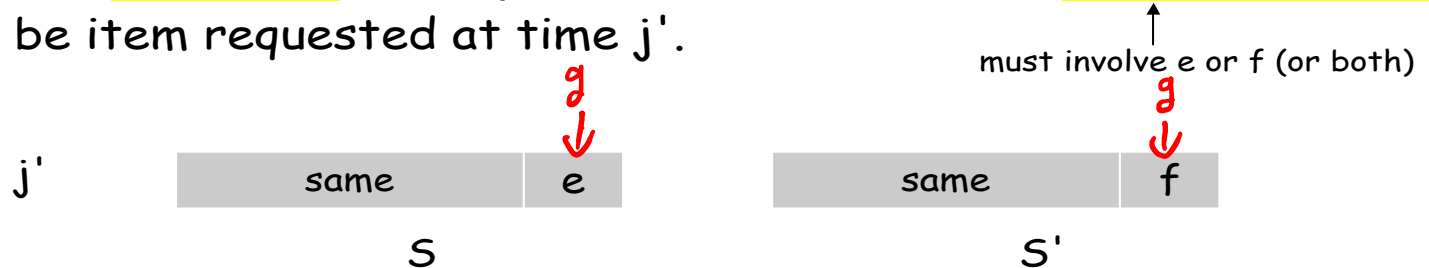 be item requested at time j'.
must involve e or f (or both)
g
g
j'
same
e
same
f
S
S'